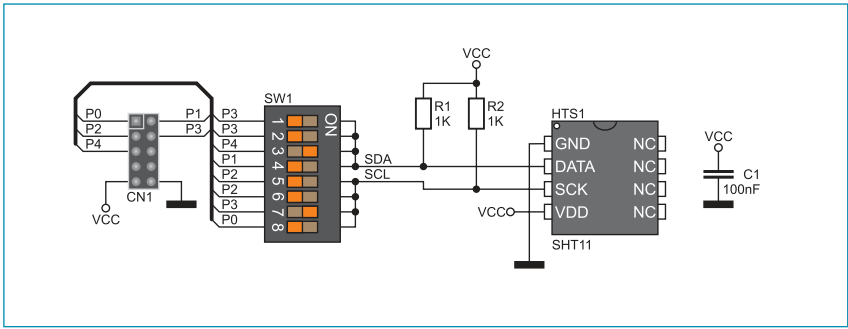 VCC
SW1
P0 P1 P3
P2 P3 P3
P4 P4
P1
P2
P2
P3
P0
CN1
VCC
ON
1
2
3
4
5
6
7
8
SDA
SCL
R1
1K
R2
1K
HTS1
GND NC
DATA NC
SCK NC
VDD NC
VCC
SHT11
VCC
C1
100nF